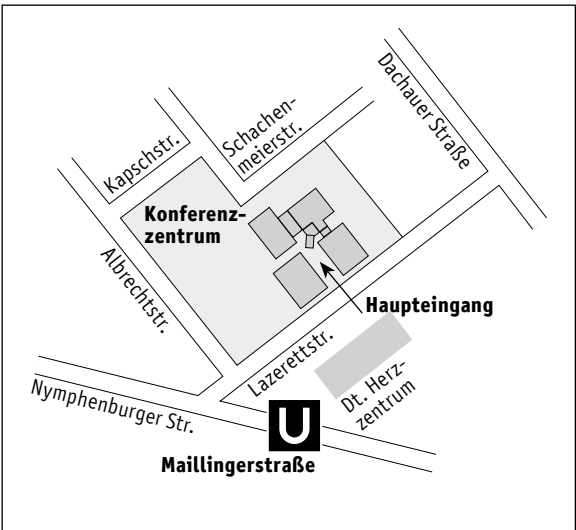 Dachauer Straße
Schachen-
meierstr.
Kapschstr.
Konferenz-
zentrum
Albrechtstr.
Haupteingang
Lazerettstr.
Dt. Herz-
zentrum
Nymphenburger Str.
U
Maillingerstraße